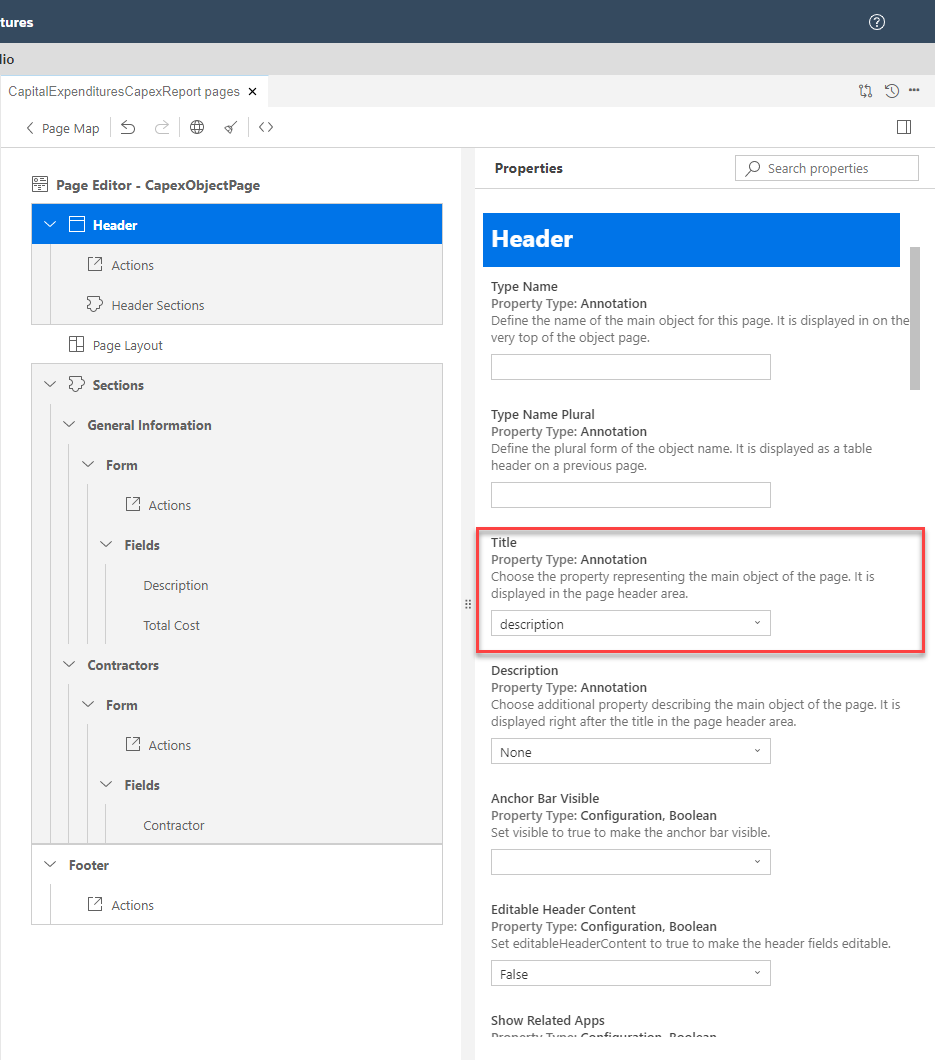 tures
lio
CapitalExpendituresCapexReport pages
Page Map
Page Editor - CapexObjectPage
Header
Actions
Header Sections
Page Layout
Sections
General Information
Form
Actions
Fields
Description
Total Cost
Contractors
Form
Actions
Fields
Contractor
Footer
Actions
Properties
Search properties
Header
Type Name
Property Type: Annotation
Define the name of the main object for this page. It is displayed in on the
very top of the object page.
Type Name Plural
Property Type: Annotation
Define the plural form of the object name. It is displayed as a table
header on a previous page.
Title
Property Type: Annotation
Choose the property representing the main object of the page. It is
displayed in the page header area.
description
Description
Property Type: Annotation
Choose additional property describing the main object of the page. It is
displayed right after the title in the page header area.
None
Anchor Bar Visible
Property Type: Configuration, Boolean
Set visible to true to make the anchor bar visible.
Editable Header Content
Property Type: Configuration, Boolean
Set editableHeaderContent to true to make the header fields editable.
False
Show Related Apps
Property Type: Configuration, Boolean